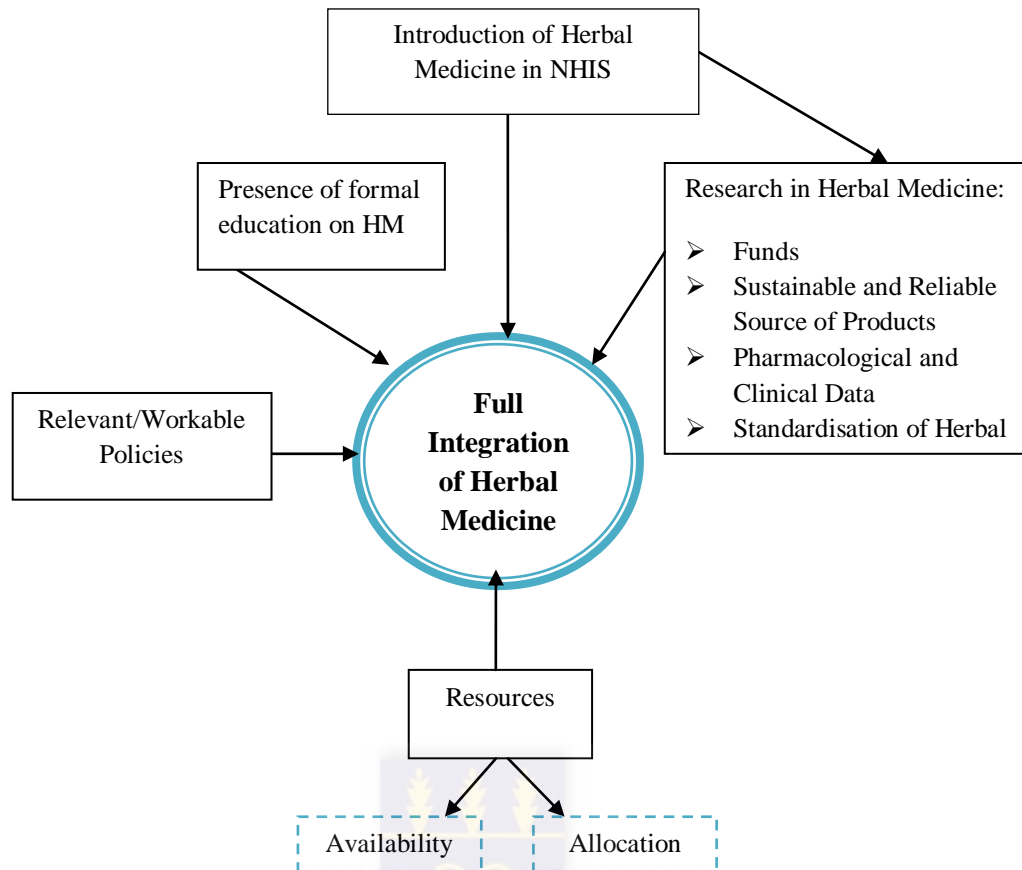 Introduction of Herbal
Medicine in NHIS
Presence of formal
education on HM
Research in Herbal Medicine:
➢ Funds
➢ Sustainable and Reliable
Source of Products
➢ Pharmacological and
Clinical Data
➢ Standardisation of Herbal
Relevant/Workable
Policies
Full
Integration
of Herbal
Medicine
Resources
Availability
Allocation